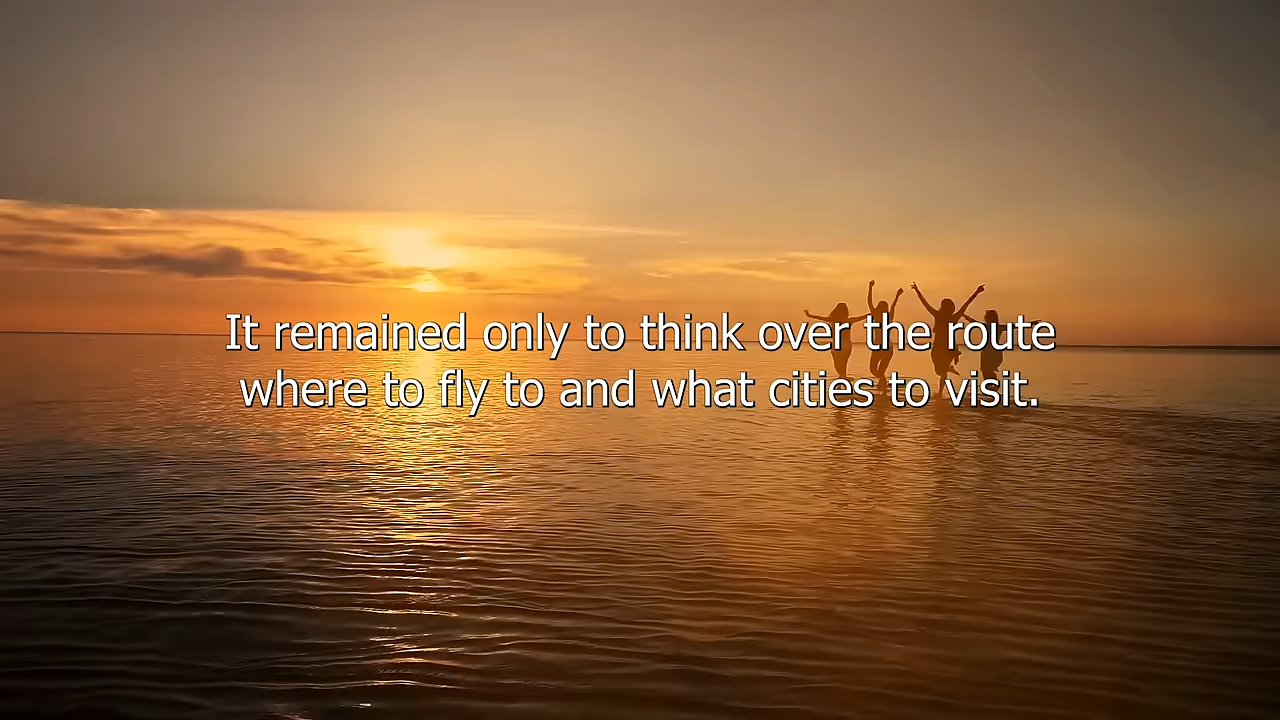 It remained only to think over the route
where to fly to and what cities to visit.